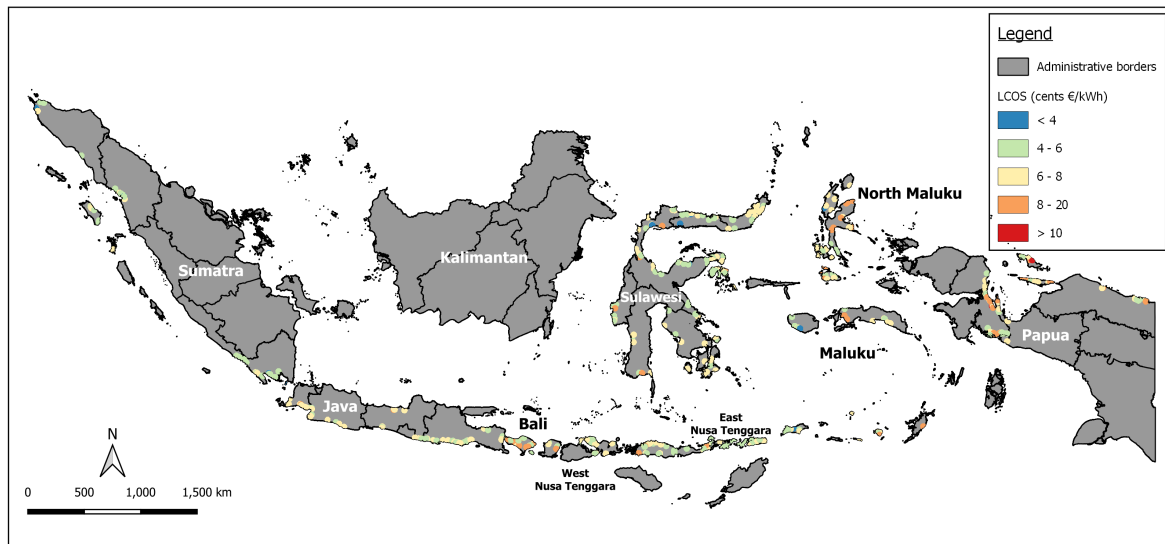 Legend
Administrative borders
LCOS (cents €/kWh)
< 4
4 - 6
6 - 8
8 - 20
> 10
North Maluku
Kalimantan
Sumatra
Sulawesi
Papua
Maluku
Java
Bali
East
Nusa Tenggara
West
Nusa Tenggara
N
0 500 1,000 1,500 km